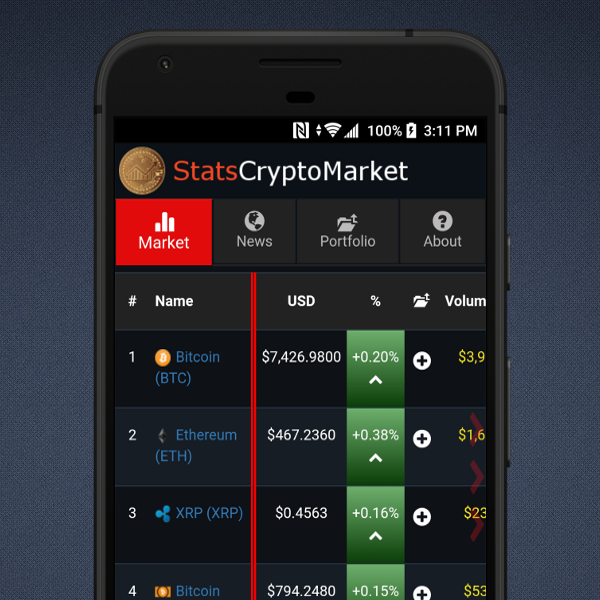 100% 3:11 PM
StatsCryptoMarket
Market News Portfolio About
# Name USD % Volum
1 Bitcoin (BTC) $7,426.9800 +0.20% $3,9
2 Ethereum (ETH) $467.2360 +0.38% $1,6
3 XRP (XRP) $0.4563 +0.16% $23
4 Bitcoin $794.2480 +0.15% $53